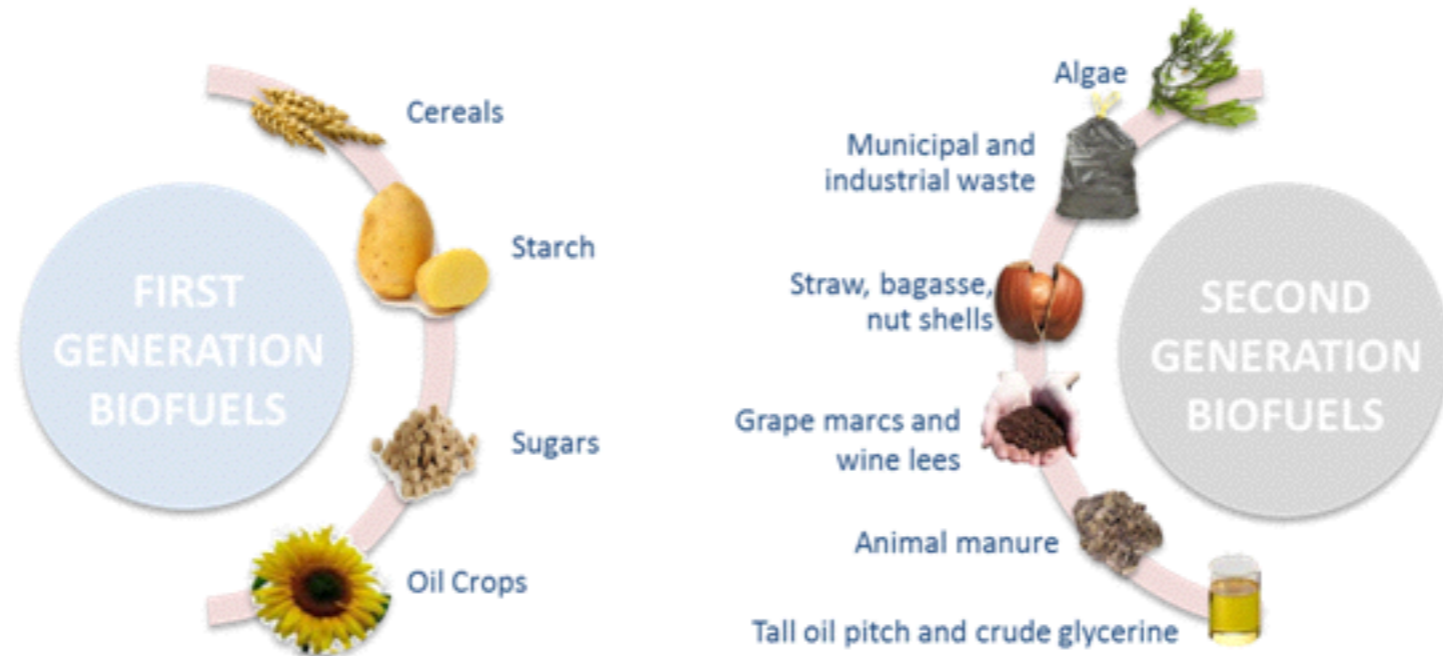 FIRST
GENERATION
BIOFUELS
Cereals
Starch
Sugars
Oil Crops
Algae
Municipal and
industrial waste
Straw, bagasse,
nut shells
Grape marcs and
wine lees
Animal manure
Tall oil pitch and crude glycerine
SECOND
GENERATION
BIOFUELS